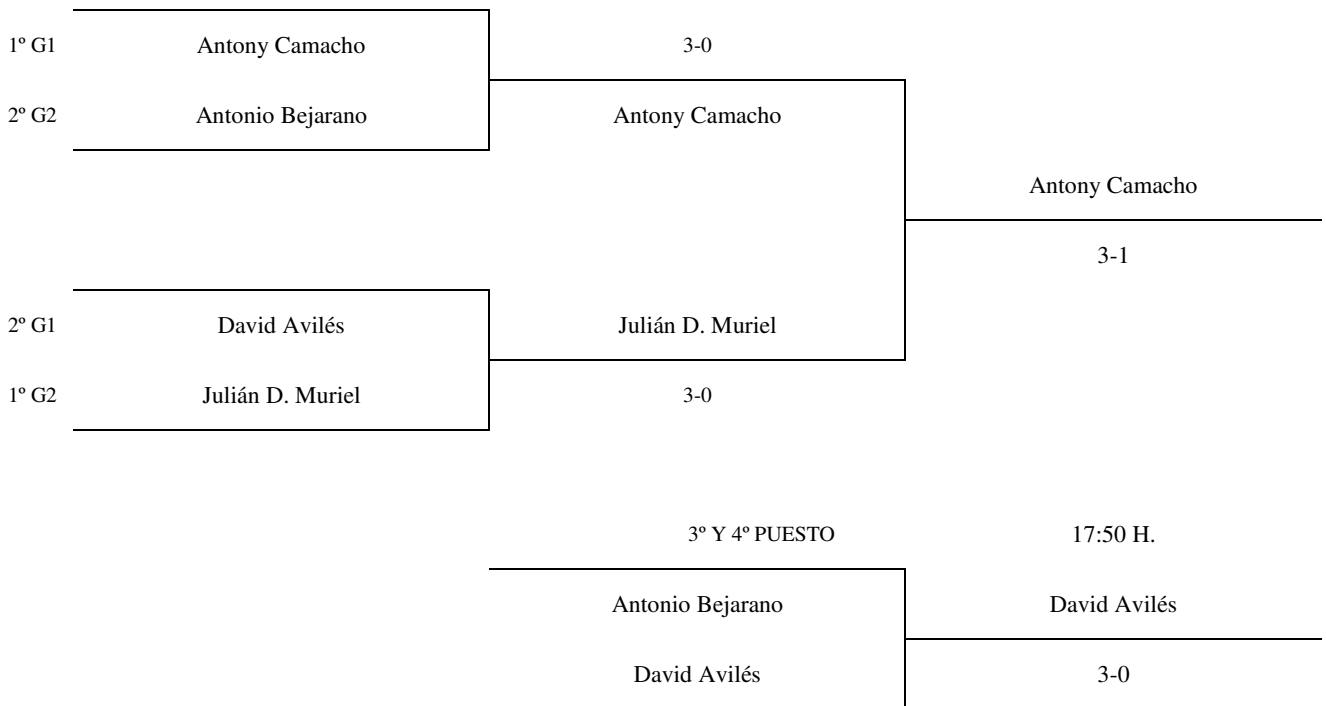 1º G1 Antony Camacho 3-0
2º G2 Antonio Bejarano Antony Camacho
Antony Camacho
3-1
2º G1 David Avilés Julián D. Muriel
1º G2 Julián D. Muriel 3-0
3º Y 4º PUESTO 17:50 H.
Antonio Bejarano David Avilés
David Avilés 3-0